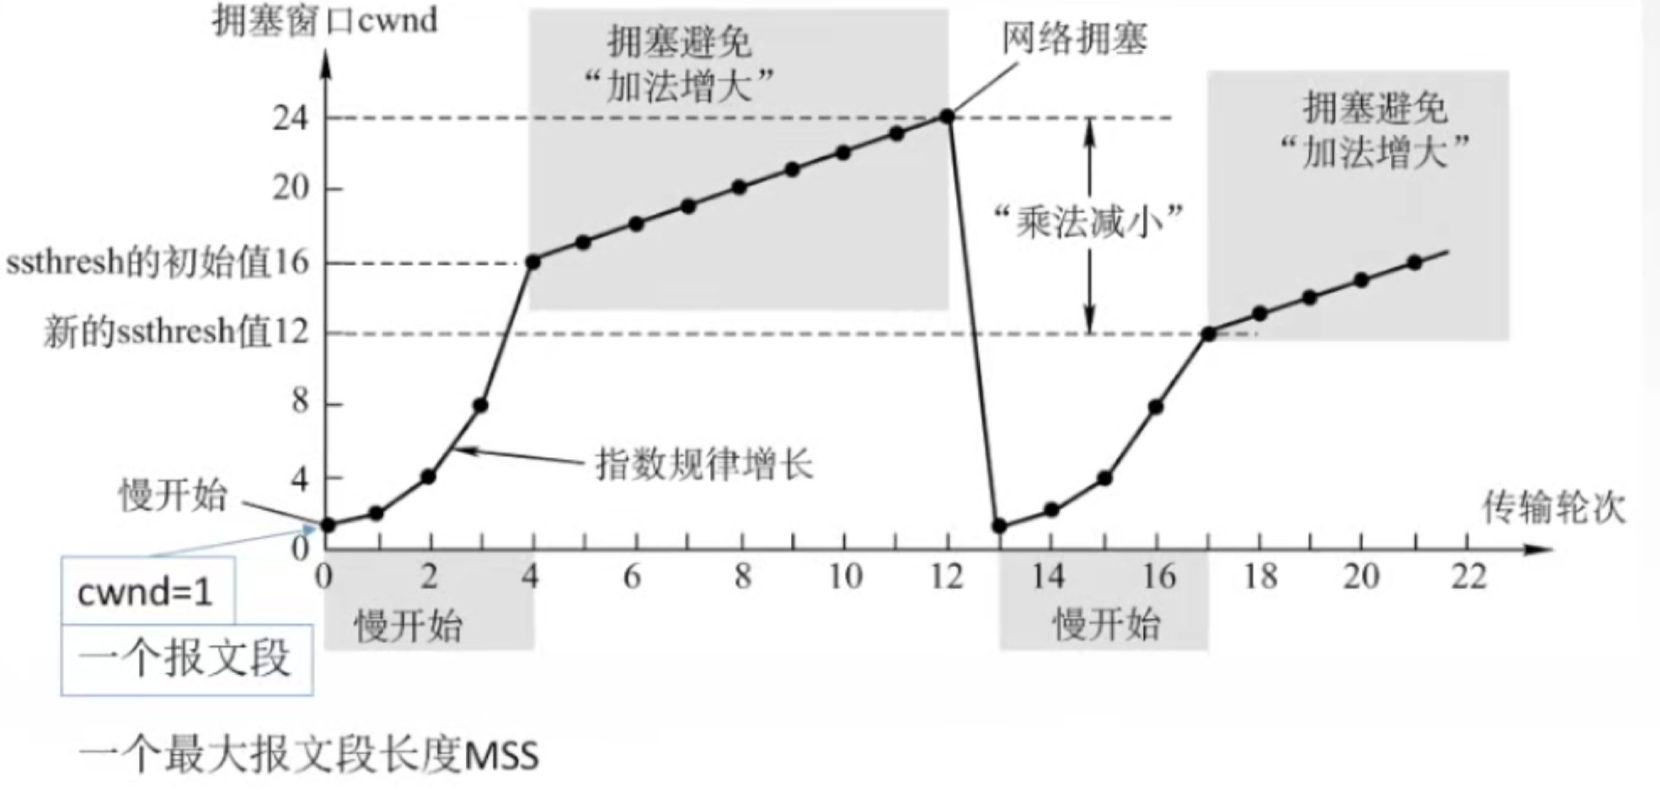 拥塞窗口cwnd
拥塞避免
“加法增大”
网络拥塞
拥塞避免
“加法增大”
24
20
“乘法减小”
ssthresh的初始值16
新的ssthresh值12
8
指数规律增长
4
慢开始
传输轮次
0
0 2 4 6 8 10 12 14 16 18 20 22
cwnd=1
慢开始
慢开始
一个报文段
一个最大报文段长度MSS